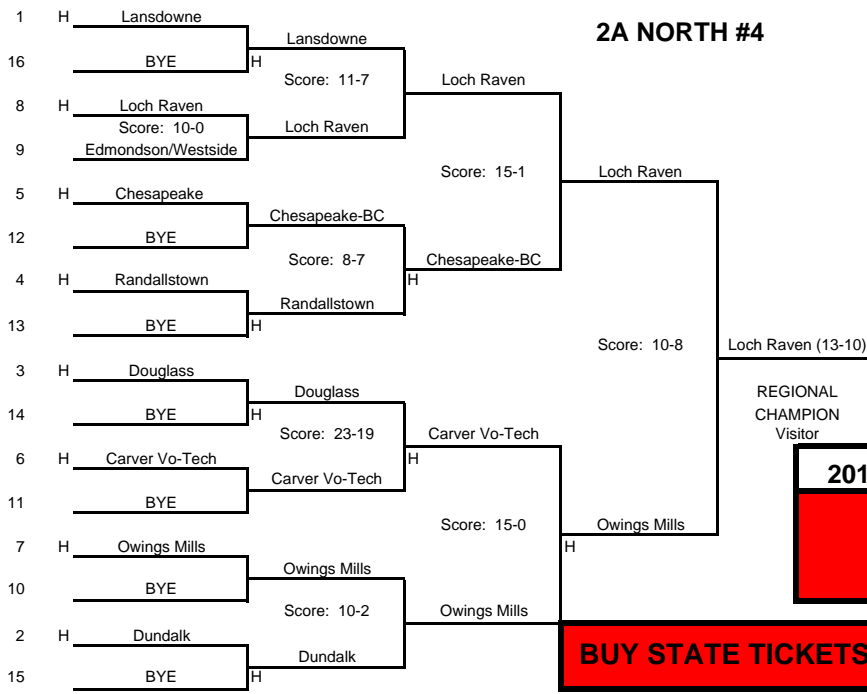 2A NORTH #4
1 H Lansdowne
Lansdowne
16 BYE H
Score: 11-7
Loch Raven
8 H Loch Raven
Score: 10-0
Loch Raven
9 Edmondson/Westside
Score: 15-1
Loch Raven
5 H Chesapeake
Chesapeake-BC
12 BYE
Score: 8-7
Chesapeake-BC
H
4 H Randallstown
Randallstown
13 BYE H
Score: 10-8
Loch Raven (13-10)
3 H Douglass
Douglass
14 BYE H
Score: 23-19
Carver Vo-Tech
H
6 H Carver Vo-Tech
Carver Vo-Tech
11 BYE
Score: 15-0
Owings Mills
H
7 H Owings Mills
Owings Mills
10 BYE
Score: 10-2
Owings Mills
2 H Dundalk
Dundalk
15 BYE H
REGIONAL
CHAMPION
Visitor
201
BUY STATE TICKETS